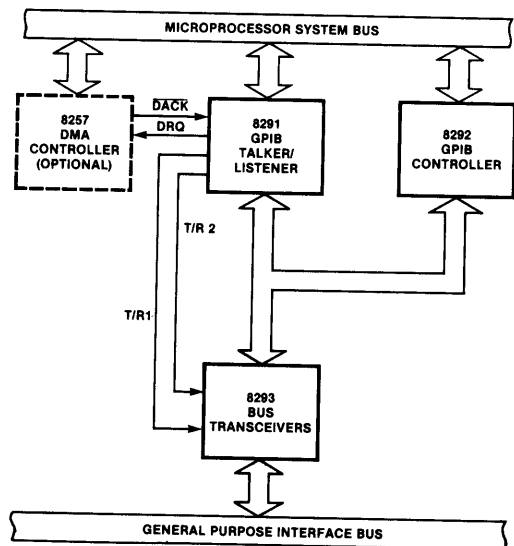 MICROPROCESSOR SYSTEM BUS
8257
DMA
CONTROLLER
(OPTIONAL)
DACK
DRQ
8291
GPIB
TALKER/
LISTENER
8292
GPIB
CONTROLLER
T/R 2
T/R1
8293
BUS
TRANSCEIVERS
GENERAL PURPOSE INTERFACE BUS